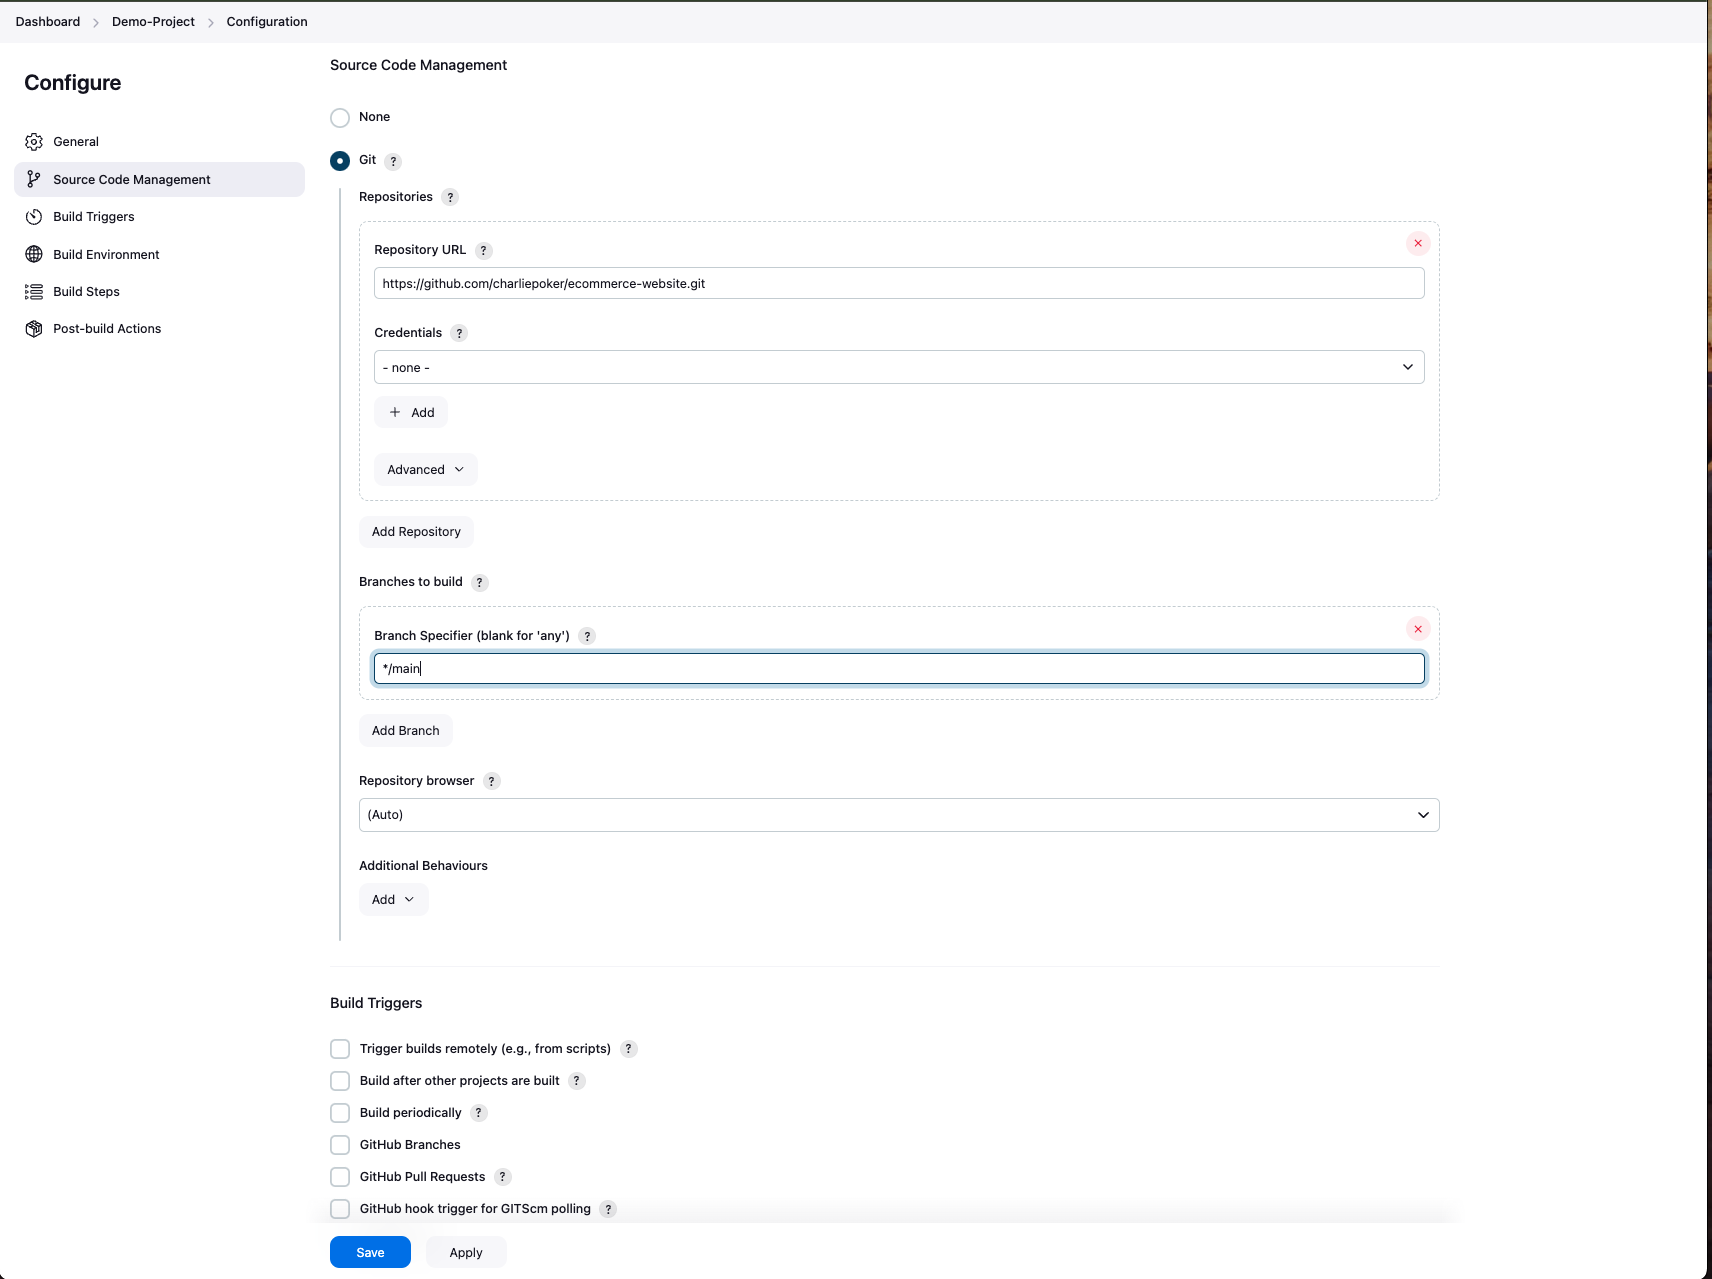 Dashboard > Demo-Project > Configuration
Configure
General
Source Code Management
Build Triggers
Build Environment
Build Steps
Post-build Actions
Source Code Management
None
Git ?
Repositories ?
Repository URL ?
https://github.com/charliepoker/ecommerce-website.git
Credentials ?
- none -
+ Add
Advanced
Add Repository
Branches to build ?
Branch Specifier (blank for 'any') ?
*/main
Add Branch
Repository browser ?
(Auto)
Additional Behaviours
Add
Build Triggers
Trigger builds remotely (e.g., from scripts) ?
Build after other projects are built ?
Build periodically ?
GitHub Branches
GitHub Pull Requests ?
GitHub hook trigger for GITScm polling ?
Save Apply